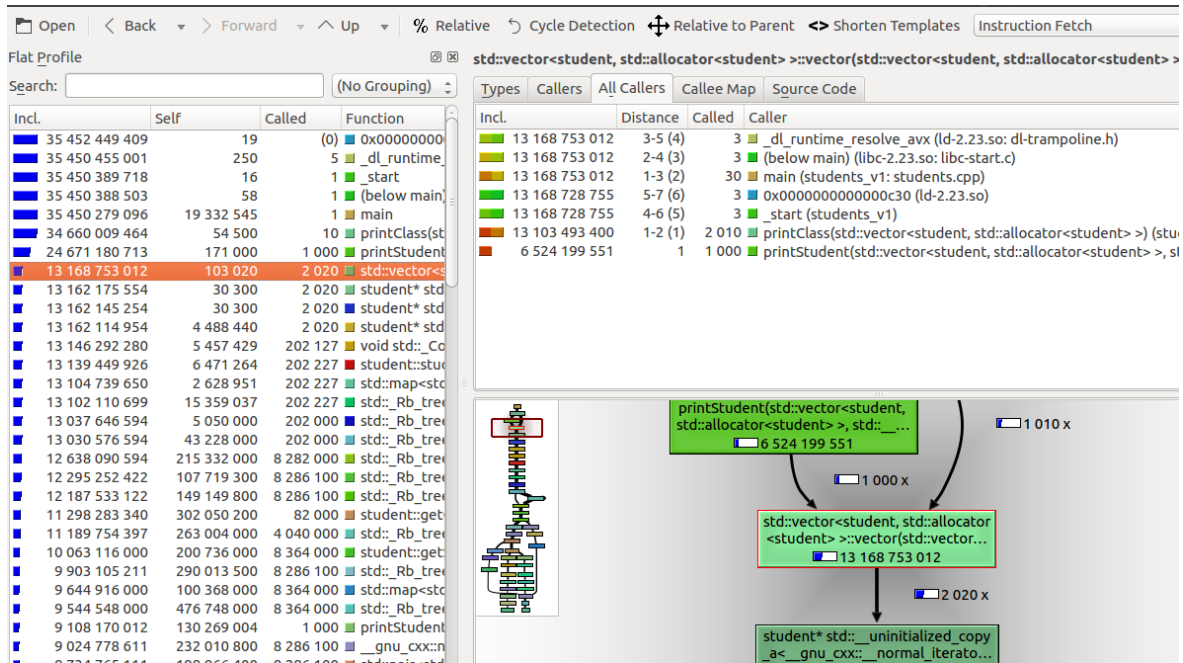 Open Back Forward Up % Relative Cycle Detection Relative to Parent <> Shorten Templates Instruction Fetch
Flat Profile
Search: (No Grouping)
Incl. Self Called Function
35 452 449 409 19 (0) 0x000000000
35 450 455 001 250 5 _dl_runtime_
35 450 389 718 16 1 _start
35 450 388 503 58 1 (below main)
35 450 279 096 19 332 545 1 main
34 660 009 464 54 500 10 printClass(st
24 671 180 713 171 000 1 000 printStudent
13 168 753 012 103 020 2 020 std::vector<s
13 162 175 554 30 300 2 020 student* std
13 162 145 254 30 300 2 020 student* std
13 162 114 954 4 488 440 2 020 student* std
13 146 292 280 5 457 429 202 127 void std::_Co
13 139 449 926 6 471 264 202 227 student::stuc
13 104 739 650 2 628 951 202 227 std::map<stc
13 102 110 699 15 359 037 202 227 std::_Rb_tree
13 037 646 594 5 050 000 202 000 std::_Rb_tree
13 030 576 594 43 228 000 202 000 std::_Rb_tree
12 638 090 594 215 332 000 8 282 000 std::_Rb_tree
12 295 252 422 107 719 300 8 286 100 std::_Rb_tree
12 187 533 122 149 149 800 8 286 100 std::_Rb_tree
11 298 283 340 302 050 200 82 000 student::get
11 189 754 397 263 004 000 4 040 000 std::_Rb_tree
10 063 116 000 200 736 000 8 364 000 student::get
9 903 105 211 290 013 500 8 286 100 std::_Rb_tree
9 644 916 000 100 368 000 8 364 000 std::map<stc
9 544 548 000 476 748 000 8 364 000 std::_Rb_tree
9 108 170 012 130 269 004 1 000 printStudent
9 024 778 611 232 010 800 8 286 100 __gnu_cxx::n
std::vector<student, std::allocator<student> >::vector(std::vector<student, std::allocator<student> >
Types Callers All Callers Callee Map Source Code
Incl. Distance Called Caller
13 168 753 012 3-5 (4) 3 _dl_runtime_resolve_avx (ld-2.23.so: dl-trampoline.h)
13 168 753 012 2-4 (3) 3 (below main) (libc-2.23.so: libc-start.c)
13 168 753 012 1-3 (2) 30 main (students_v1: students.cpp)
13 168 728 755 5-7 (6) 3 0x0000000000000c30 (ld-2.23.so)
13 168 728 755 4-6 (5) 3 _start (students_v1)
13 103 493 400 1-2 (1) 2 010 printClass(std::vector<student, std::allocator<student> >) (stu
6 524 199 551 1 1 000 printStudent(std::vector<student, std::allocator<student> >, st
printStudent(std::vector<student,
std::allocator<student> >, std::__...
6 524 199 551
1 010 x
1 000 x
std::vector<student, std::allocator
<student> >::vector(std::vector...
13 168 753 012
2 020 x
student* std::__uninitialized_copy
_a<__gnu_cxx::__normal_iterato...